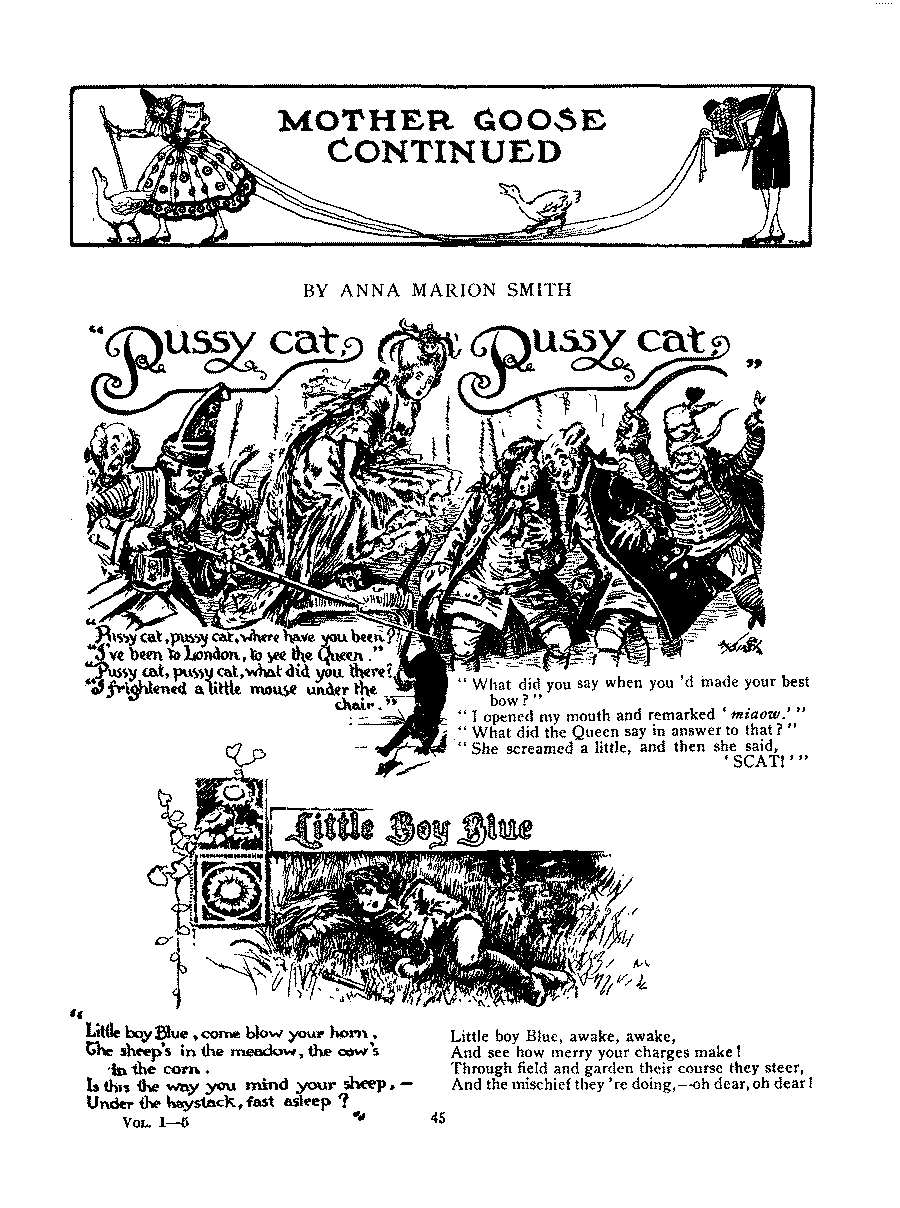 MOTHER GOOSE
CONTINUED
BY ANNA MARION SMITH
"Pussy cat, Pussy cat,"
"Pussy cat, pussy cat, where have you been?
"I've been to London, to see the Queen."
"Pussy cat, pussy cat, what did you there?
"I frightened a little mouse under the
chair."
"What did you say when you 'd made your best
bow?"
"I opened my mouth and remarked 'miaow.'"
"What did the Queen say in answer to that?"
"She screamed a little, and then she said,
'SCAT!'"
Little Boy Blue
"
Little boy Blue, come blow your horn,
The sheep's in the meadow, the cow's
in the corn.
Is this the way you mind your sheep, —
Under the haystack, fast asleep?
"
Little boy Blue, awake, awake,
And see how merry your charges make!
Through field and garden their course they steer,
And the mischief they 're doing,—oh dear, oh dear!
VOL. I—6
45